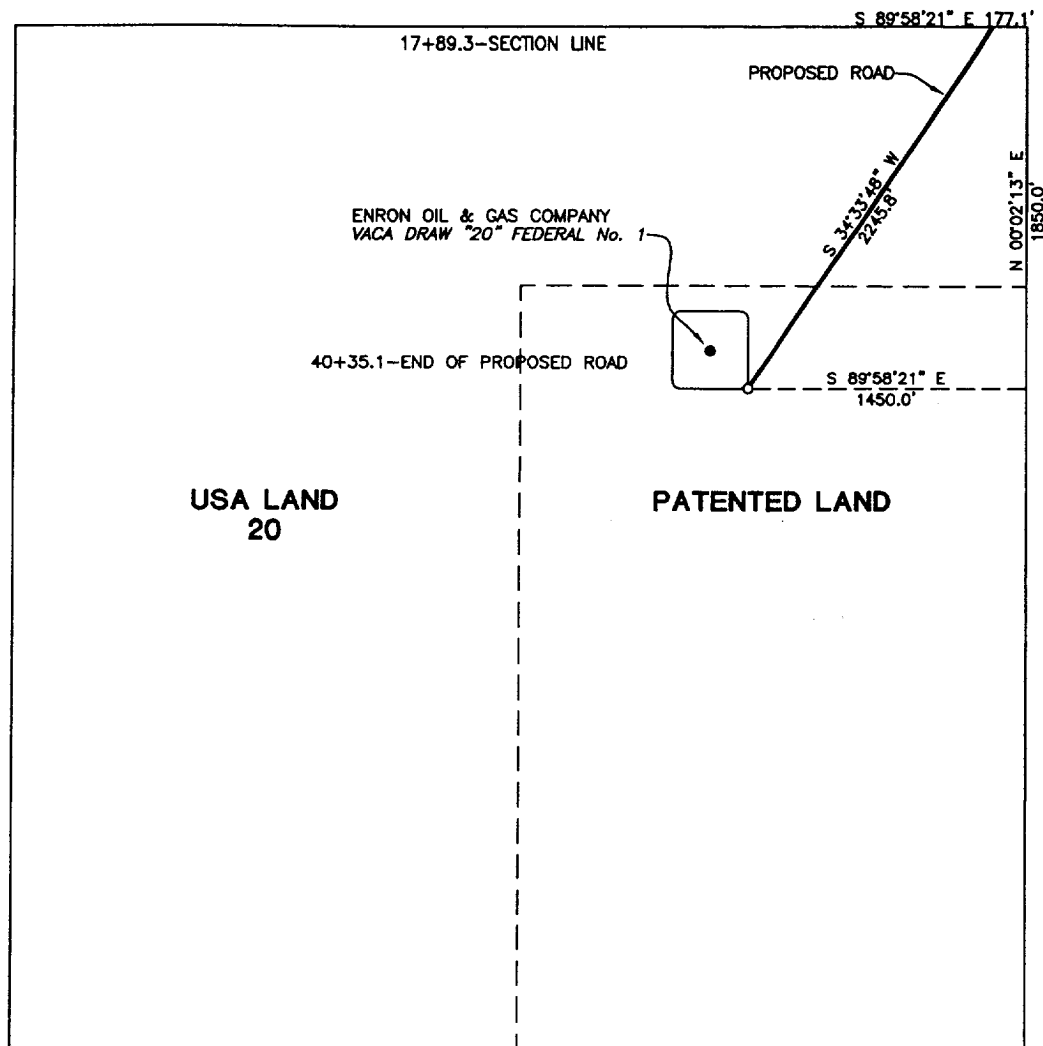 S 89°58'21" E 177.1'
17+89.3-SECTION LINE
PROPOSED ROAD
N 00°02'13" E
1850.0'
S 34°33'48" W
2245.8'
ENRON OIL & GAS COMPANY
VACA DRAW "20" FEDERAL No. 1
40+35.1-END OF PROPOSED ROAD
S 89°58'21" E
1450.0'
USA LAND
20
PATENTED LAND